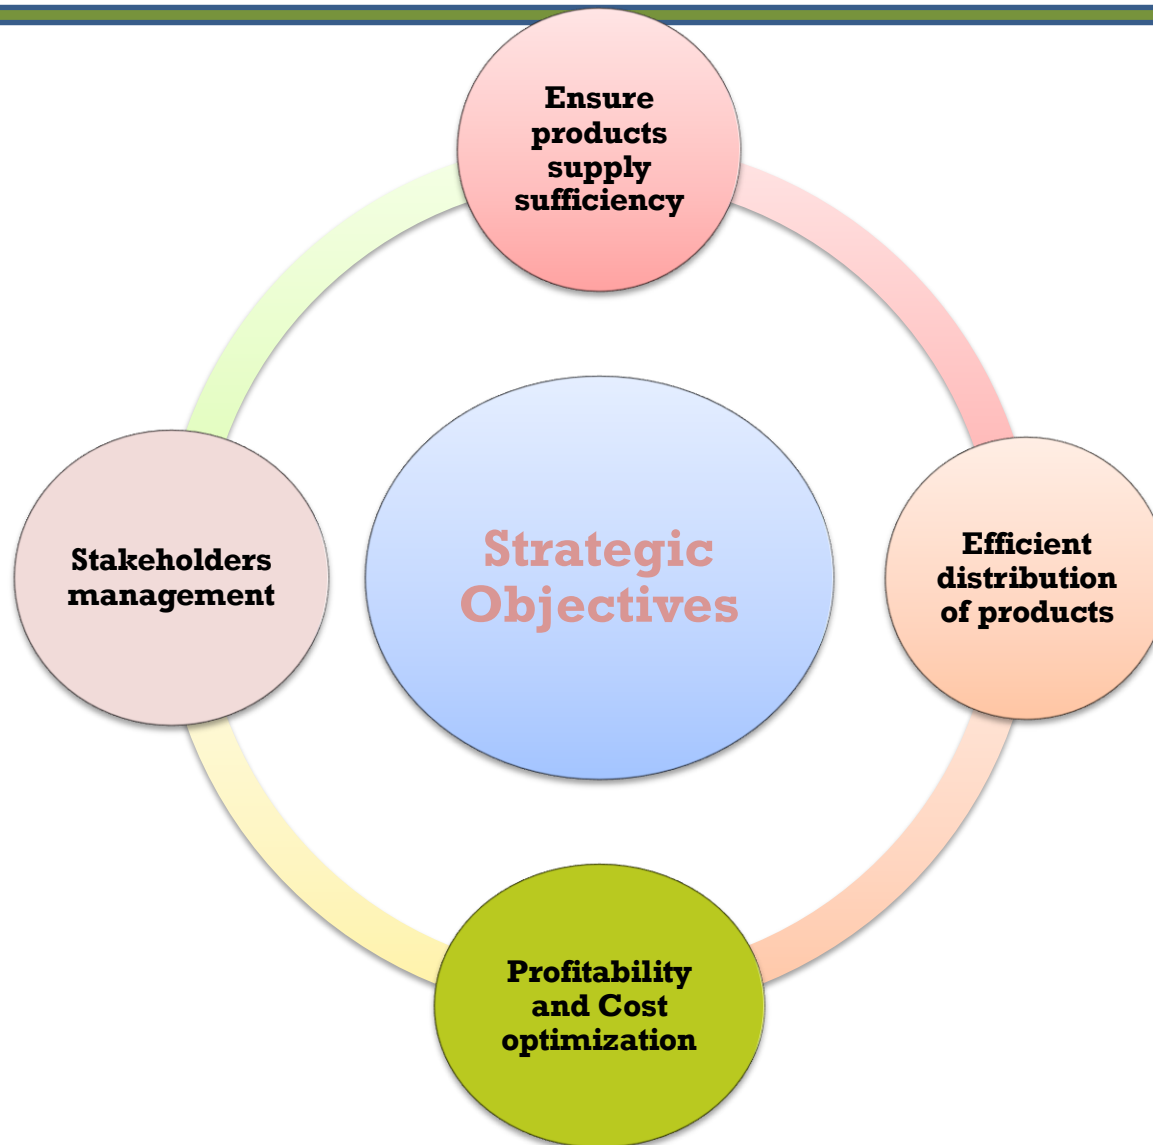 Ensure
products
supply
sufficiency
Strategic
Objectives
Stakeholders
management
Efficient
distribution
of products
Profitability
and Cost
optimization